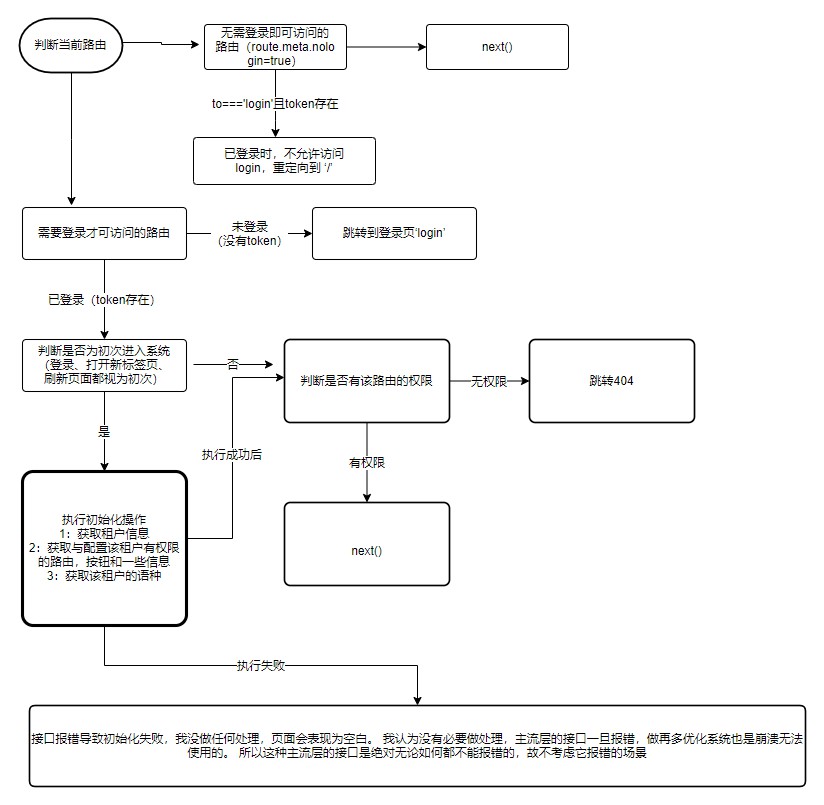 判断当前路由
无需登录即可访问的
路由（route.meta.nolo
gin=true）
next()
to==='login'且token存在
已登录时，不允许访问
login，重定向到 '/'
需要登录才可访问的路由
未登录
（没有token）
跳转到登录页'login'
已登录（token存在）
判断是否为初次进入系统
（登录、打开新标签页、
刷新页面都视为初次）
否
判断是否有该路由的权限
无权限
跳转404
是
执行成功后
有权限
执行初始化操作
1：获取租户信息
2：获取与配置该租户有权限
的路由，按钮和一些信息
3：获取该租户的语种
next()
执行失败
接口报错导致初始化失败，我没做任何处理，页面会表现为空白。 我认为没有必要做处理，主流层的接口一旦报错，做再多优化系统也是崩溃无法
使用的。 所以这种主流层的接口是绝对无论如何都不能报错的，故不考虑它报错的场景